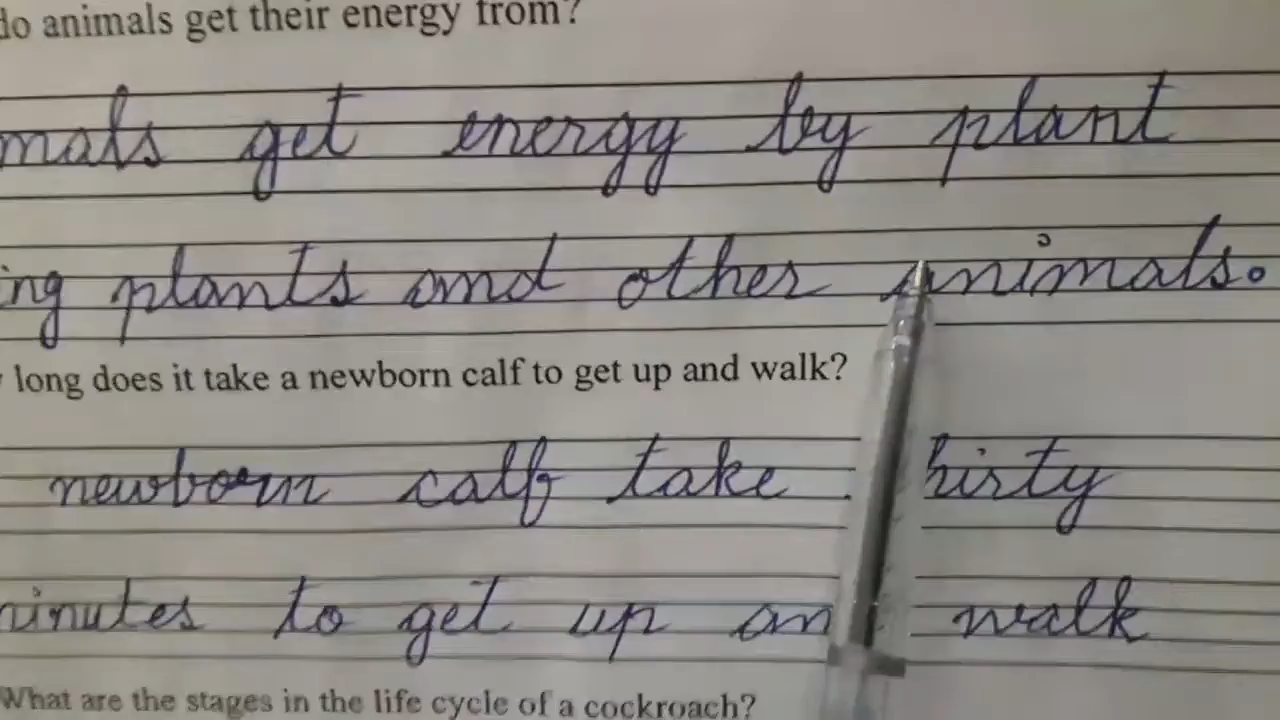 do animals get their energy from?
mals get energy by plant
ing plants and other animals.
long does it take a newborn calf to get up and walk?
newborn calf take hirty
inutes to get up an walk
What are the stages in the life cycle of a cockroach?